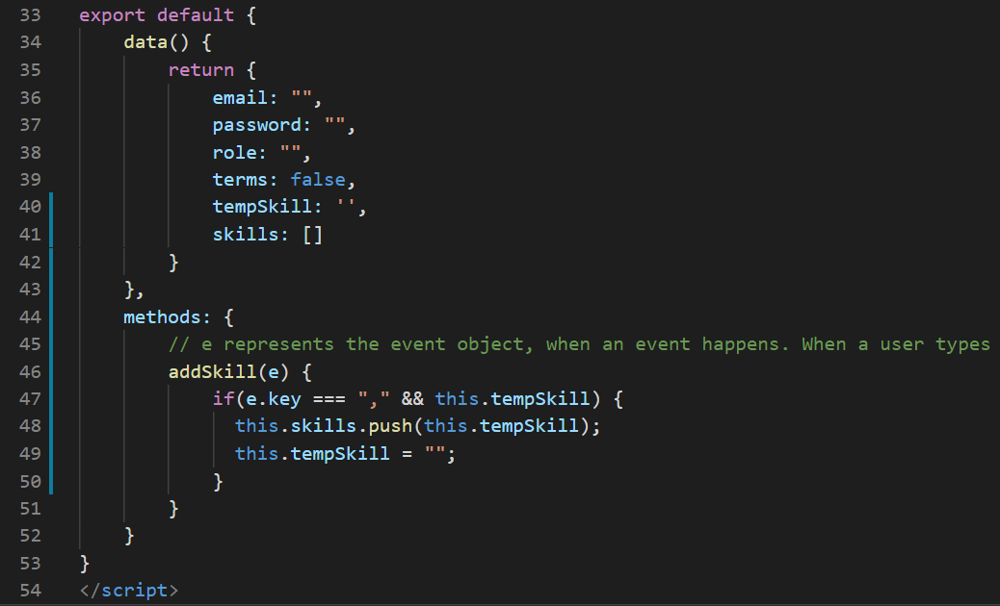 33 export default {
34 data() {
35 return {
36 email: "",
37 password: "",
38 role: "",
39 terms: false,
40 tempSkill: '',
41 skills: []
42 }
43 },
44 methods: {
45 // e represents the event object, when an event happens. When a user types
46 addSkill(e) {
47 if(e.key === "," && this.tempSkill) {
48 this.skills.push(this.tempSkill);
49 this.tempSkill = "";
50 }
51 }
52 }
53 }
54 </script>